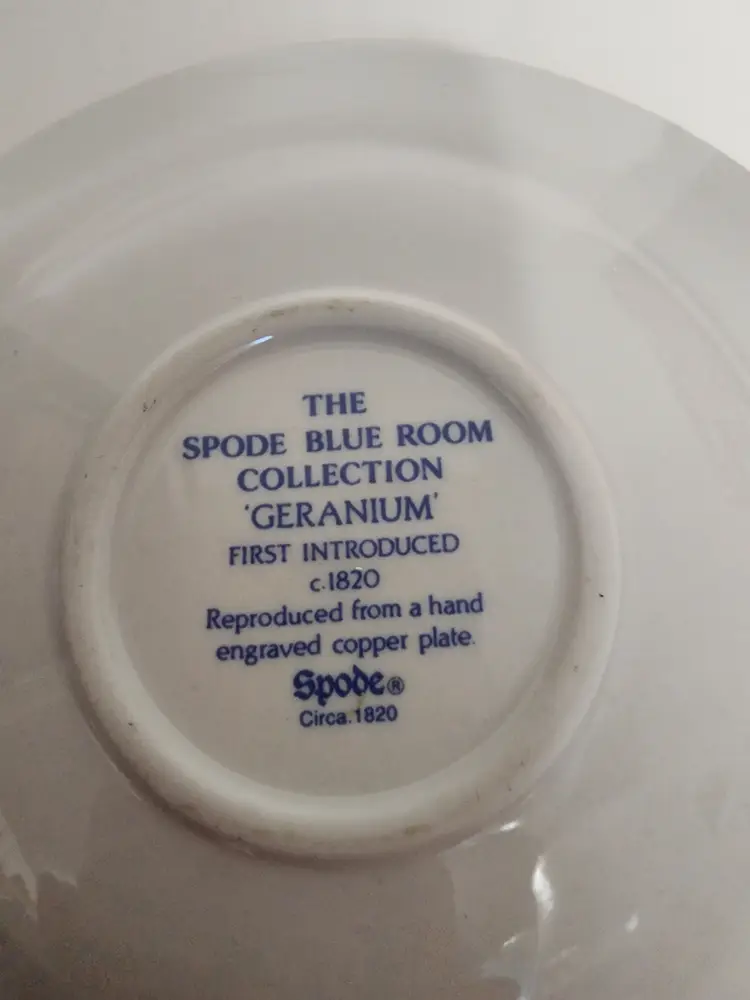 THE
SPODE BLUE ROOM
COLLECTION
'GERANIUM'
FIRST INTRODUCED
c.1820
Reproduced from a hand
engraved copper plate.
Spode®
Circa.1820